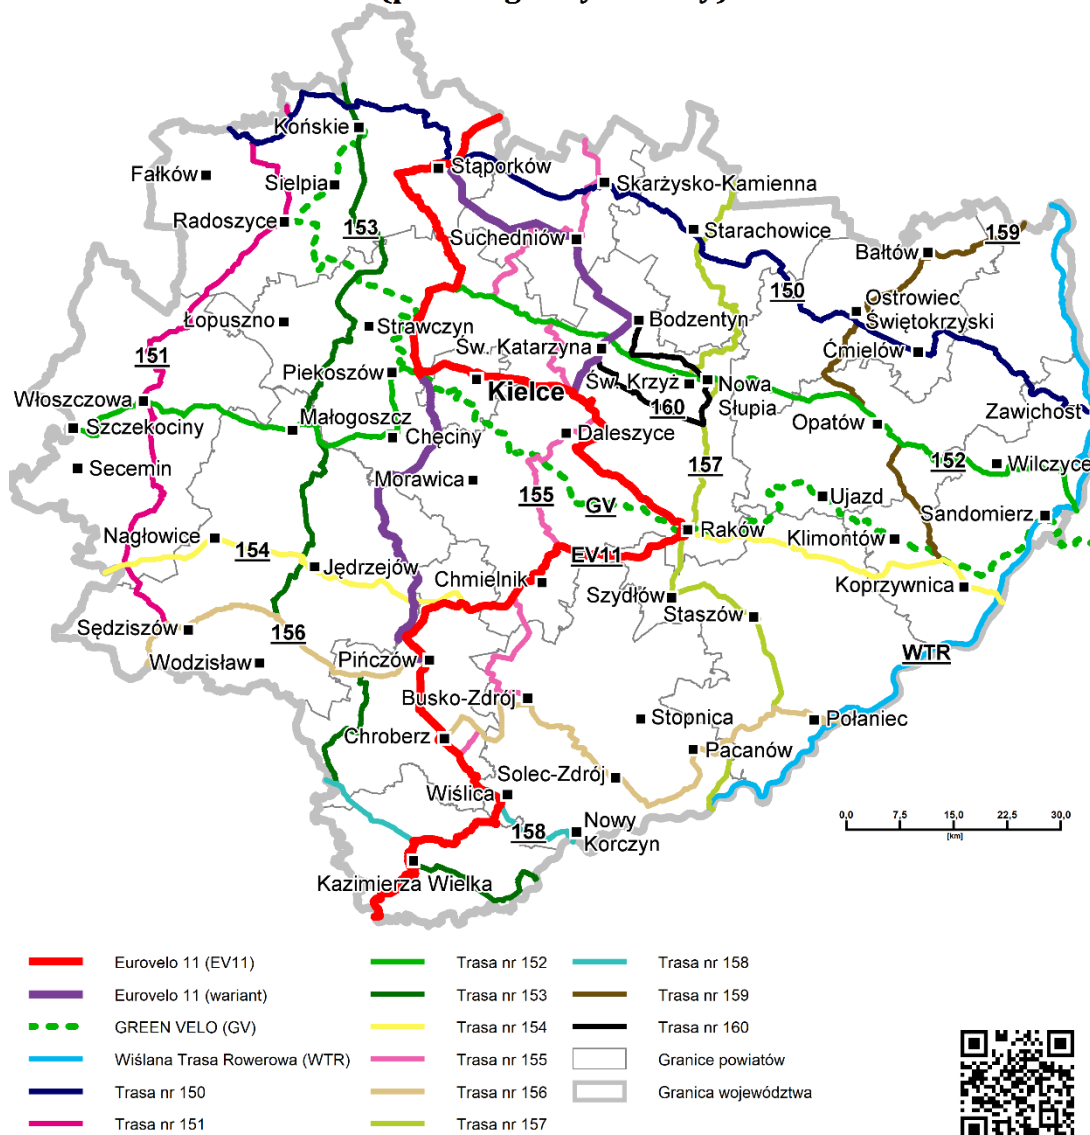 Końskie
Fałków
Sielpia
Stąporków
Skarżysko-Kamienna
Radoszyce
153
Suchedniów
Starachowice
159
Bałtów
150
Łopuszno
Strawczyn
Bodzentyn
Ostrowiec
Świętokrzyski
151
Św. Katarzyna
Ćmielów
Piekoszów
Kielce
Św. Krzyż
Nowa
Słupia
Włoszczowa
160
Szczekociny
Małogoszcz
Zawichost
Chęciny
Daleszyce
Opatów
Secemin
Morawica
157
152
Wilczyce
155
GV
Ujazd
Sandomierz
Nagłowice
Raków
Klimontów
154
EV11
Jędrzejów
Chmielnik
Szydłów
Koprzywnica
Staszów
Sędziszów
156
Wodzisław
Pińczów
WTR
Busko-Zdrój
Stopnica
Połaniec
Chroberz
Pacanów
Solec-Zdrój
Wiślica
158
Nowy
Korczyn
0,0 7,5 15,0 22,5 30,0
[km]
Kazimierza Wielka
Eurovelo 11 (EV11)
Eurovelo 11 (wariant)
GREEN VELO (GV)
Wiślana Trasa Rowerowa (WTR)
Trasa nr 150
Trasa nr 151
Trasa nr 152
Trasa nr 153
Trasa nr 154
Trasa nr 155
Trasa nr 156
Trasa nr 157
Trasa nr 158
Trasa nr 159
Trasa nr 160
Granice powiatów
Granica województwa